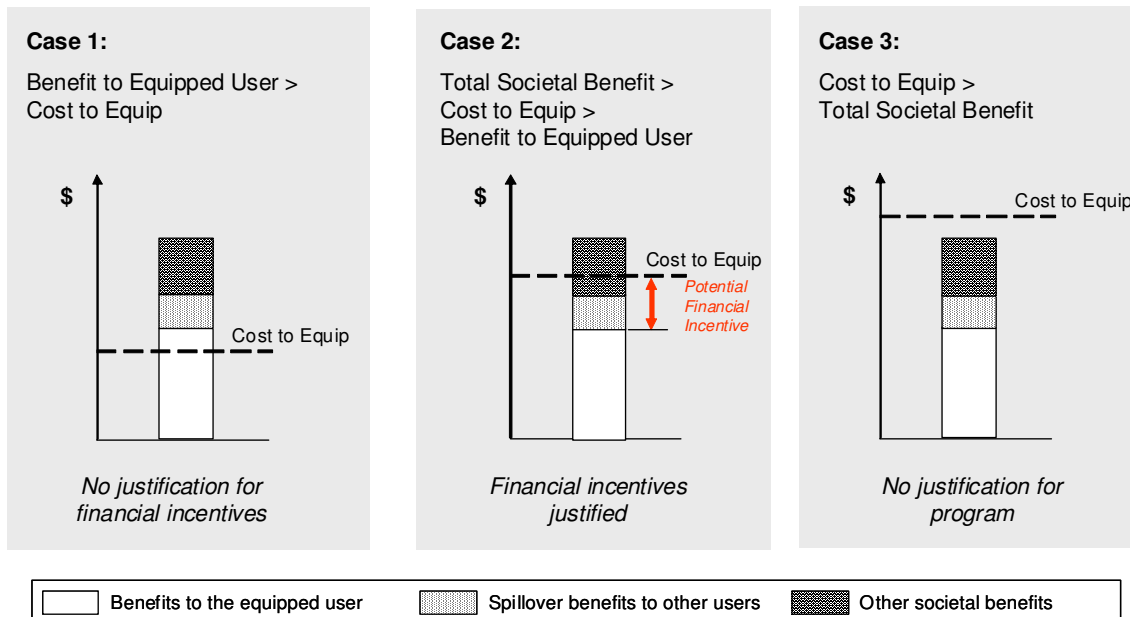 Case 1:
Benefit to Equipped User >
Cost to Equip
$
Cost to Equip
No justification for
financial incentives
Case 2:
Total Societal Benefit >
Cost to Equip >
Benefit to Equipped User
$
Cost to Equip
Potential
Financial
Incentive
Financial incentives
justified
Case 3:
Cost to Equip >
Total Societal Benefit
$
Cost to Equip
No justification for
program
Benefits to the equipped user
Spillover benefits to other users
Other societal benefits